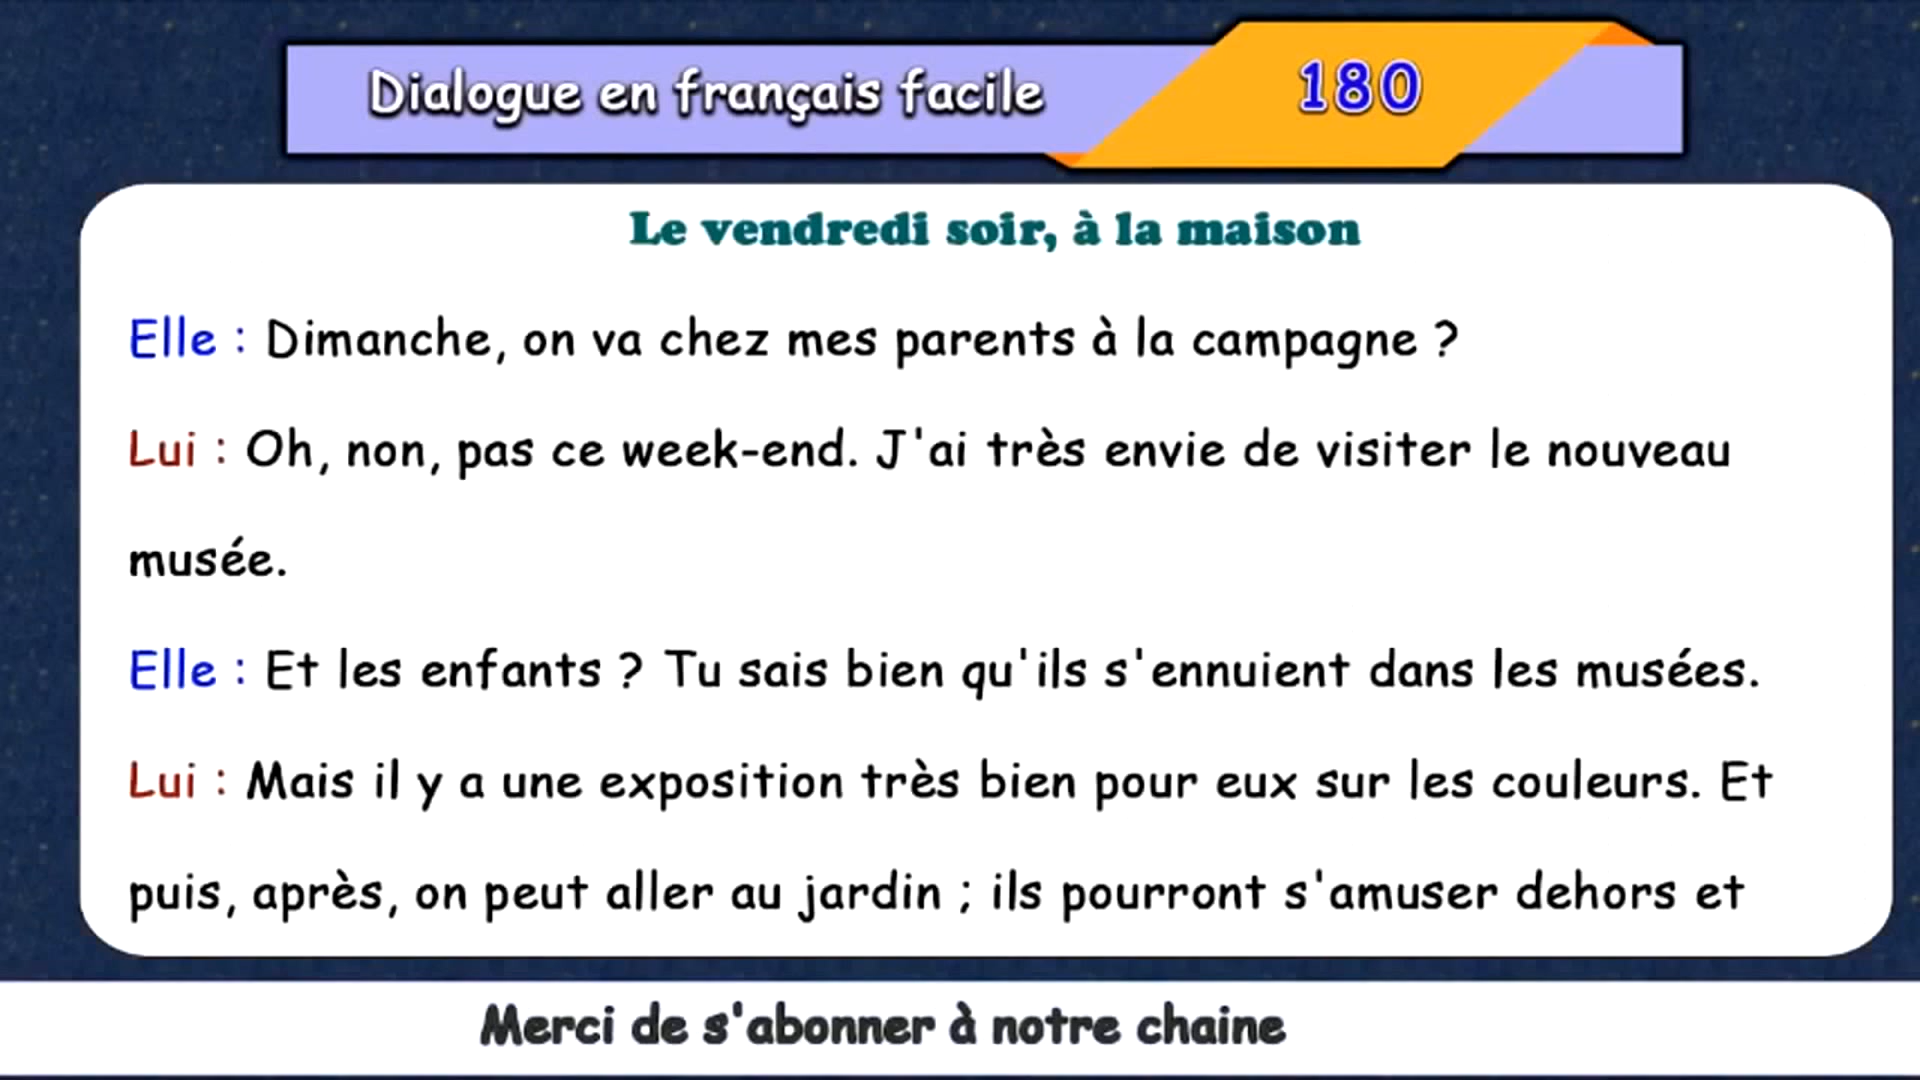 Dialogue en français facile 180
Le vendredi soir, à la maison
Elle : Dimanche, on va chez mes parents à la campagne ?
Lui : Oh, non, pas ce week-end. J'ai très envie de visiter le nouveau
musée.
Elle : Et les enfants ? Tu sais bien qu'ils s'ennuient dans les musées.
Lui : Mais il y a une exposition très bien pour eux sur les couleurs. Et
puis, après, on peut aller au jardin ; ils pourront s'amuser dehors et
Merci de s'abonner à notre chaine